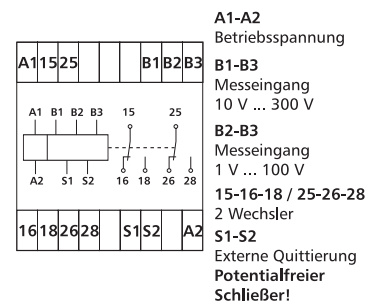 A1 15 25 B1 B2 B3
A1 B1 B2 B3 15 25
A2 S1 S2 16 18 26 28
16 18 26 28 S1 S2 A2
A1-A2
Betriebsspannung
B1-B3
Messeingang
10 V ... 300 V
B2-B3
Messeingang
1 V ... 100 V
15-16-18 / 25-26-28
2 Wechsler
S1-S2
Externe Quittierung
Potentialfreier
Schließer!